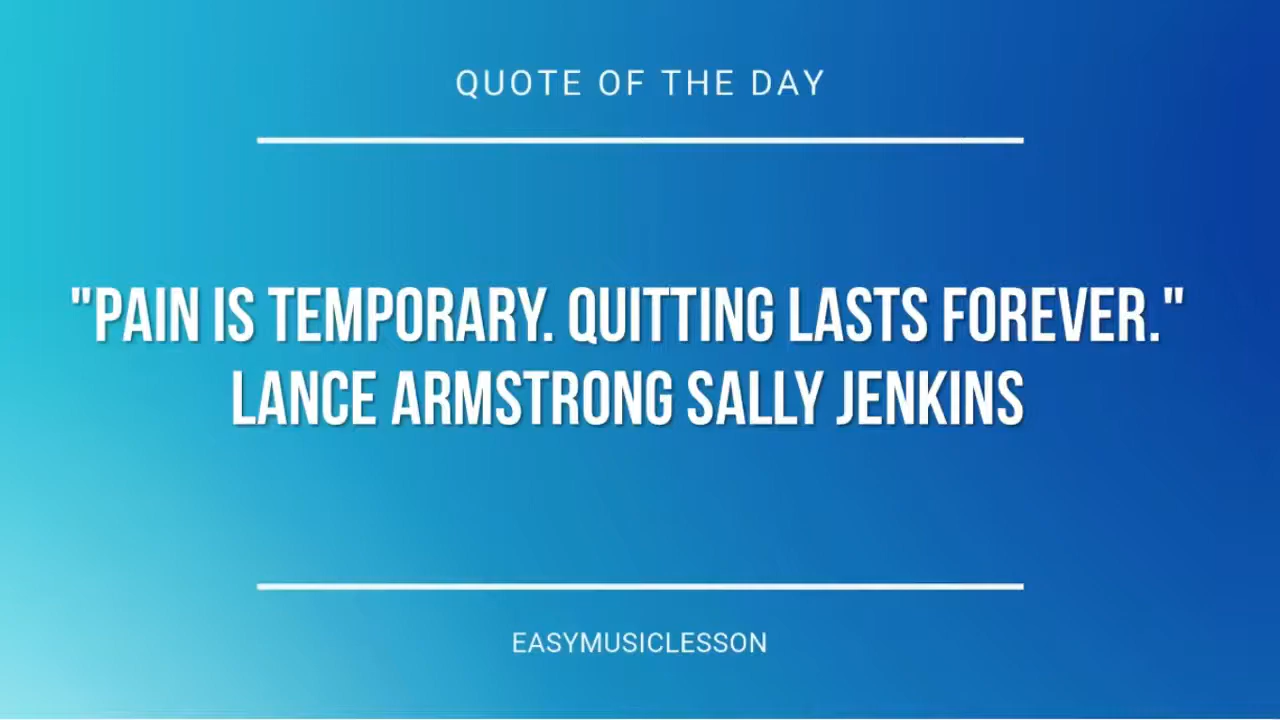 QUOTE OF THE DAY
"PAIN IS TEMPORARY. QUITTING LASTS FOREVER."
LANCE ARMSTRONG SALLY JENKINS
EASYMUSICLESSON